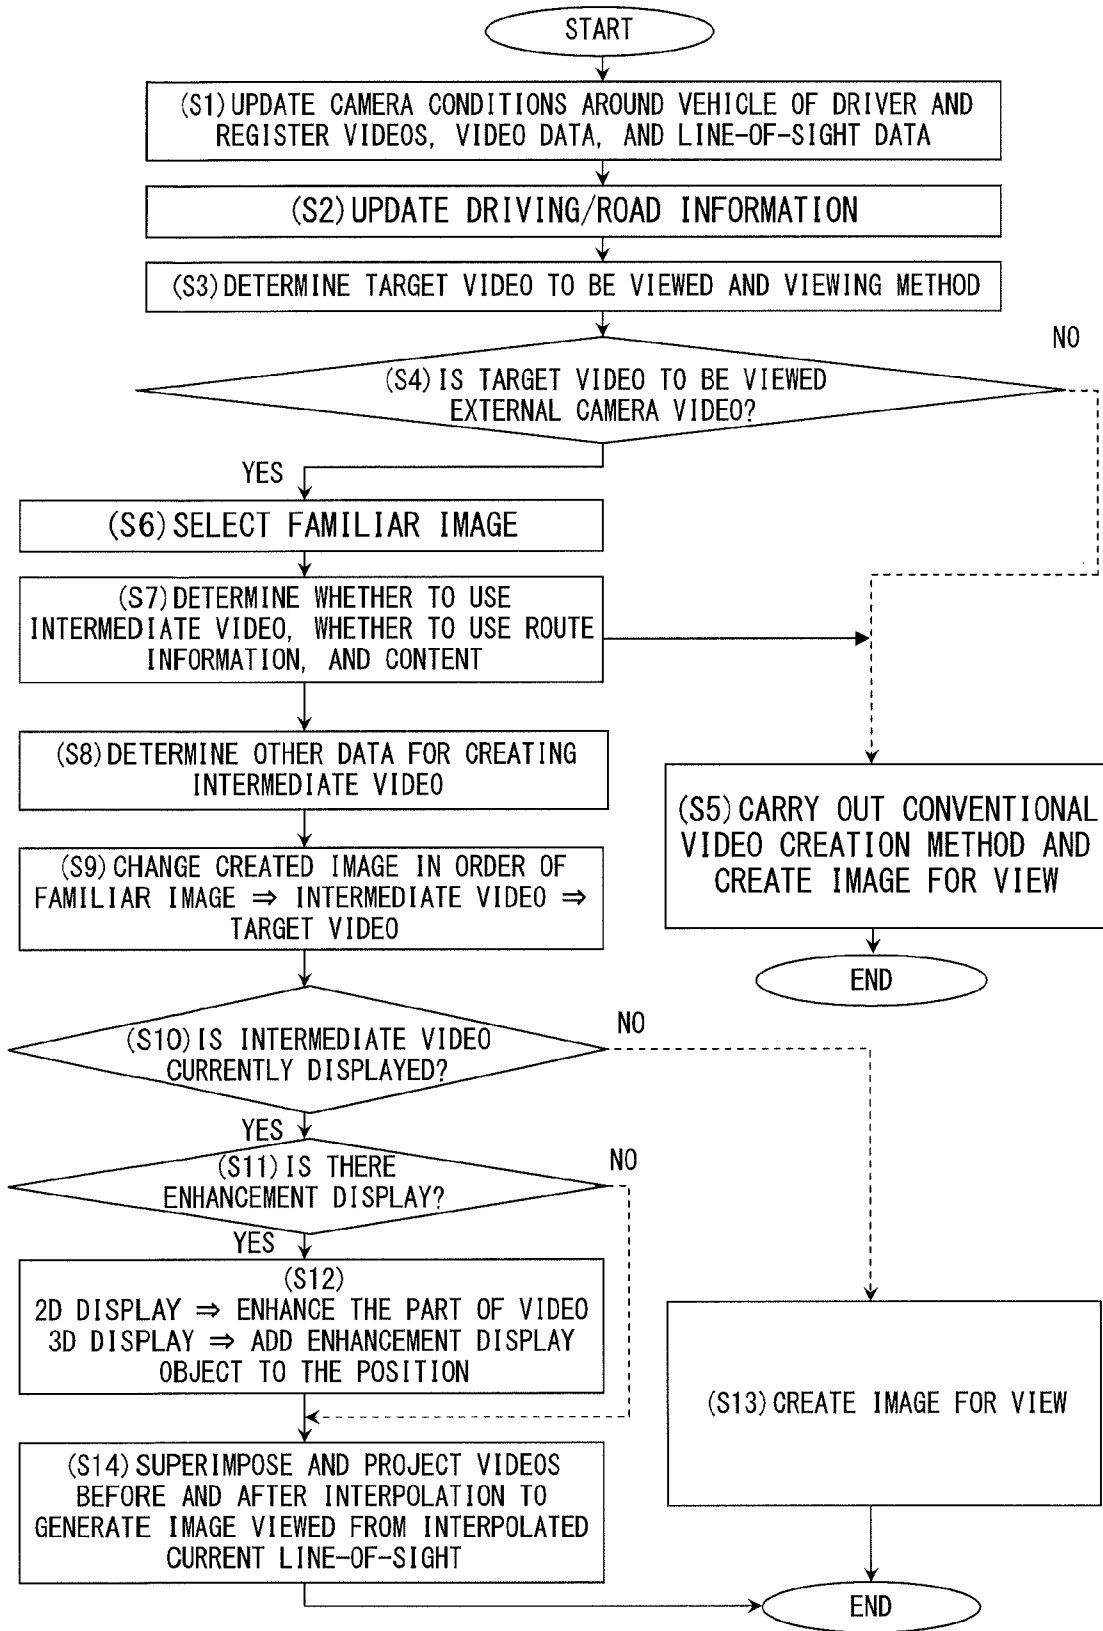 START
(S1)UPDATE CAMERA CONDITIONS AROUND VEHICLE OF DRIVER AND
REGISTER VIDEOS, VIDEO DATA, AND LINE-OF-SIGHT DATA
(S2)UPDATE DRIVING/ROAD INFORMATION
(S3)DETERMINE TARGET VIDEO TO BE VIEWED AND VIEWING METHOD
NO
(S4)IS TARGET VIDEO TO BE VIEWED
EXTERNAL CAMERA VIDEO?
YES
(S6)SELECT FAMILIAR IMAGE
(S7)DETERMINE WHETHER TO USE
INTERMEDIATE VIDEO, WHETHER TO USE ROUTE
INFORMATION, AND CONTENT
(S8)DETERMINE OTHER DATA FOR CREATING
INTERMEDIATE VIDEO
(S5)CARRY OUT CONVENTIONAL
VIDEO CREATION METHOD AND
CREATE IMAGE FOR VIEW
(S9)CHANGE CREATED IMAGE IN ORDER OF
FAMILIAR IMAGE ⇒ INTERMEDIATE VIDEO ⇒
TARGET VIDEO
END
(S10)IS INTERMEDIATE VIDEO
CURRENTLY DISPLAYED?
NO
YES
(S11)IS THERE
ENHANCEMENT DISPLAY?
NO
YES
(S12)
2D DISPLAY ⇒ ENHANCE THE PART OF VIDEO
3D DISPLAY ⇒ ADD ENHANCEMENT DISPLAY
OBJECT TO THE POSITION
(S13)CREATE IMAGE FOR VIEW
(S14)SUPERIMPOSE AND PROJECT VIDEOS
BEFORE AND AFTER INTERPOLATION TO
GENERATE IMAGE VIEWED FROM INTERPOLATED
CURRENT LINE-OF-SIGHT
END